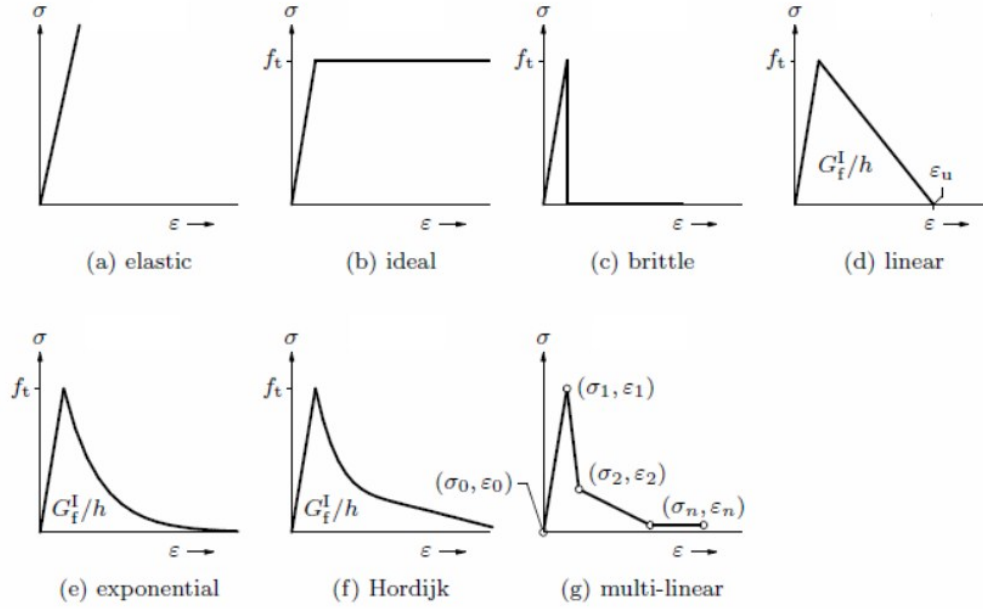 σ
ε
(a) elastic
σ
f_t
ε
(b) ideal
σ
f_t
ε
(c) brittle
σ
f_t
G_f^I/h
ε_u
ε
(d) linear
σ
f_t
G_f^I/h
ε
(e) exponential
σ
f_t
G_f^I/h
ε
(f) Hordijk
σ
(σ_1, ε_1)
(σ_2, ε_2)
(σ_0, ε_0)
(σ_n, ε_n)
ε
(g) multi-linear